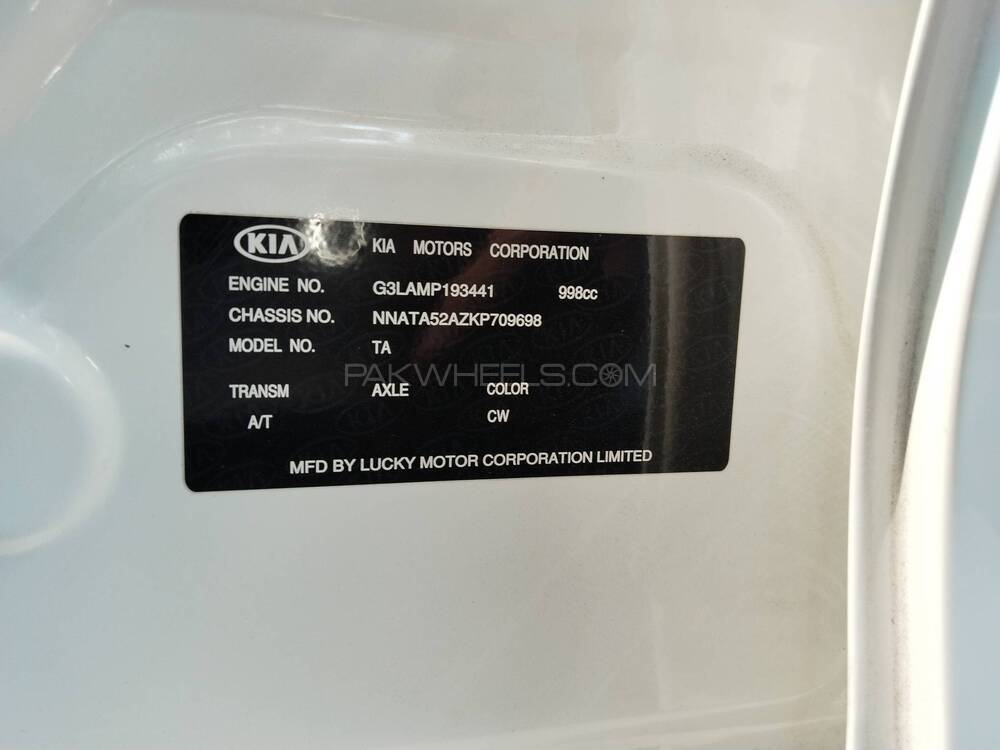 KIA KIA MOTORS CORPORATION
ENGINE NO. G3LAMP193441 998cc
CHASSIS NO. NNATA52AZKP709698
MODEL NO. TA
PAKWHEELS.COM
TRANSM AXLE COLOR
A/T CW
MFD BY LUCKY MOTOR CORPORATION LIMITED